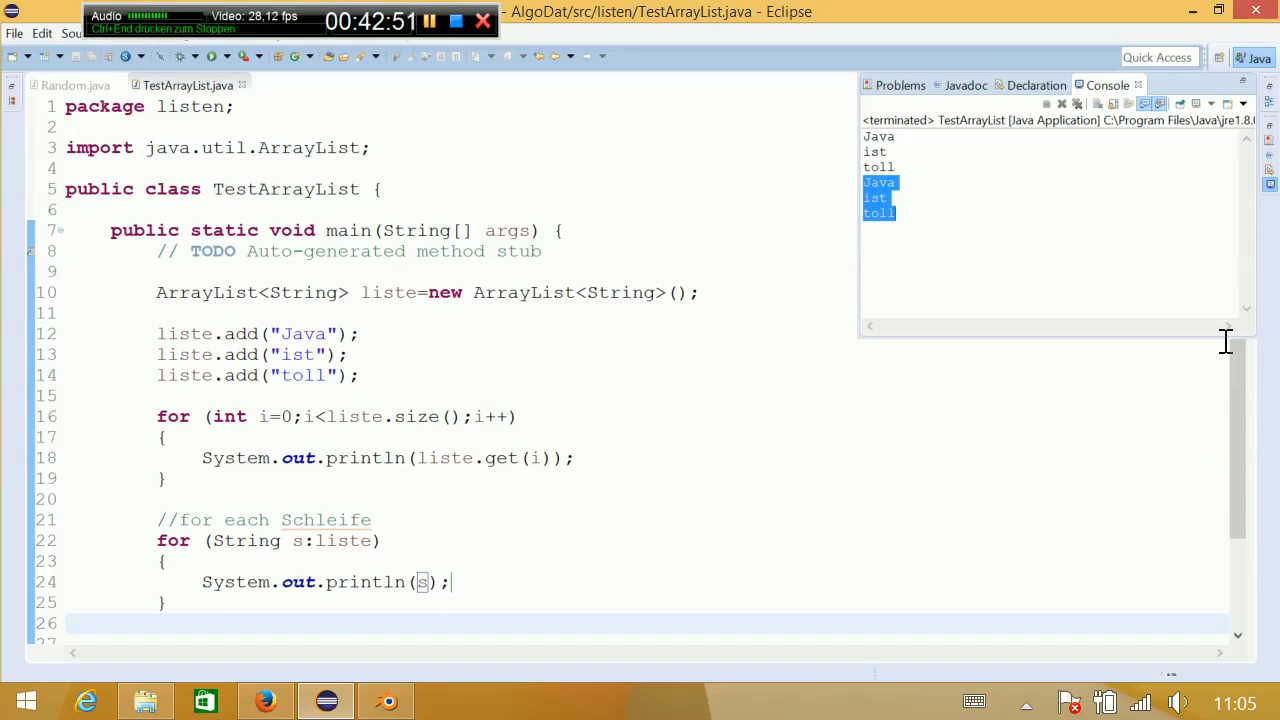 Audio Video: 28,12 fps 00:42:51
Ctrl+End drücken zum Stoppen
- AlgoDat/src/listen/TestArrayList.java - Eclipse
File Edit Sou
Quick Access Java
Random.java TestArrayList.java
1 package listen;
2
3 import java.util.ArrayList;
4
5 public class TestArrayList {
6
7 public static void main(String[] args) {
8 // TODO Auto-generated method stub
9
10 ArrayList<String> liste=new ArrayList<String>();
11
12 liste.add("Java");
13 liste.add("ist");
14 liste.add("toll");
15
16 for (int i=0;i<liste.size();i++)
17 {
18 System.out.println(liste.get(i));
19 }
20
21 //for each Schleife
22 for (String s:liste)
23 {
24 System.out.println(s);
25 }
26
27
Problems Javadoc Declaration Console
<terminated> TestArrayList [Java Application] C:\Program Files\Java\jre1.8.0
Java
ist
toll
Java
ist
toll
11:05